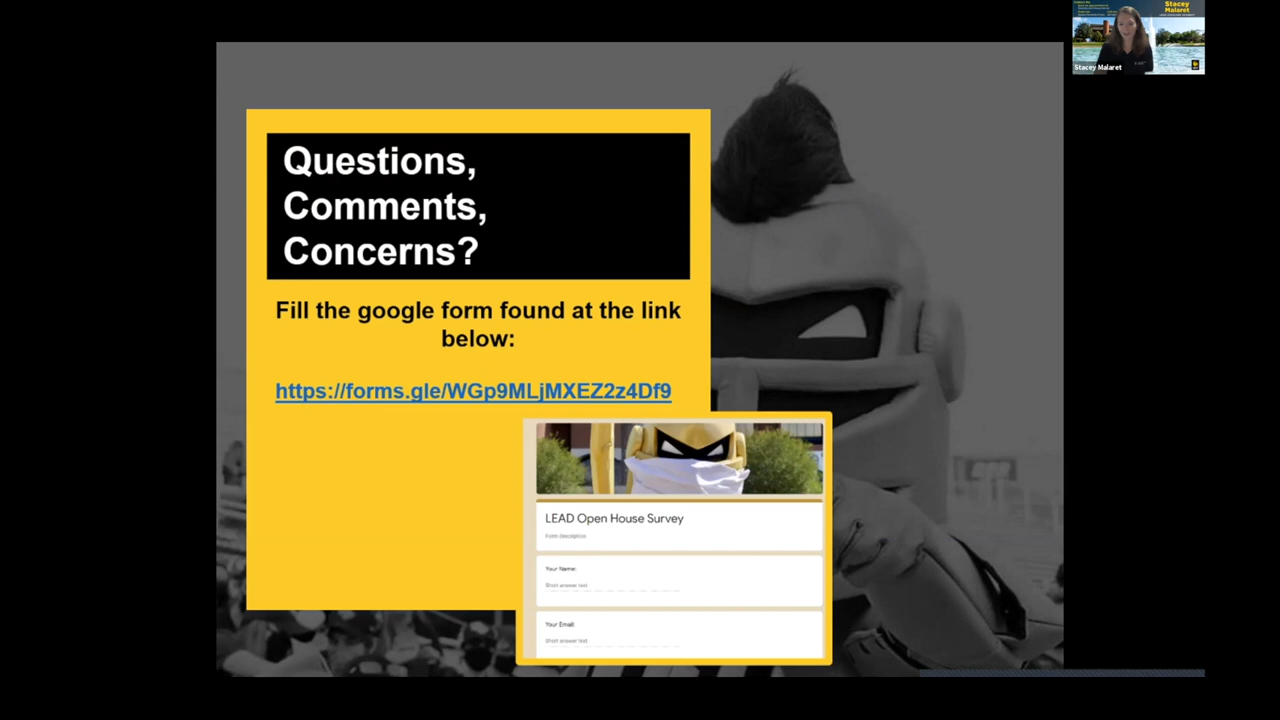 Questions,
Comments,
Concerns?
Fill the google form found at the link
below:
https://forms.gle/WGp9MLjMXEZ2z4Df9
LEAD Open House Survey
Form Description
Your Name:
Short answer text
Your Email:
Short answer text
Stacey
Malaret
Stacey Malaret